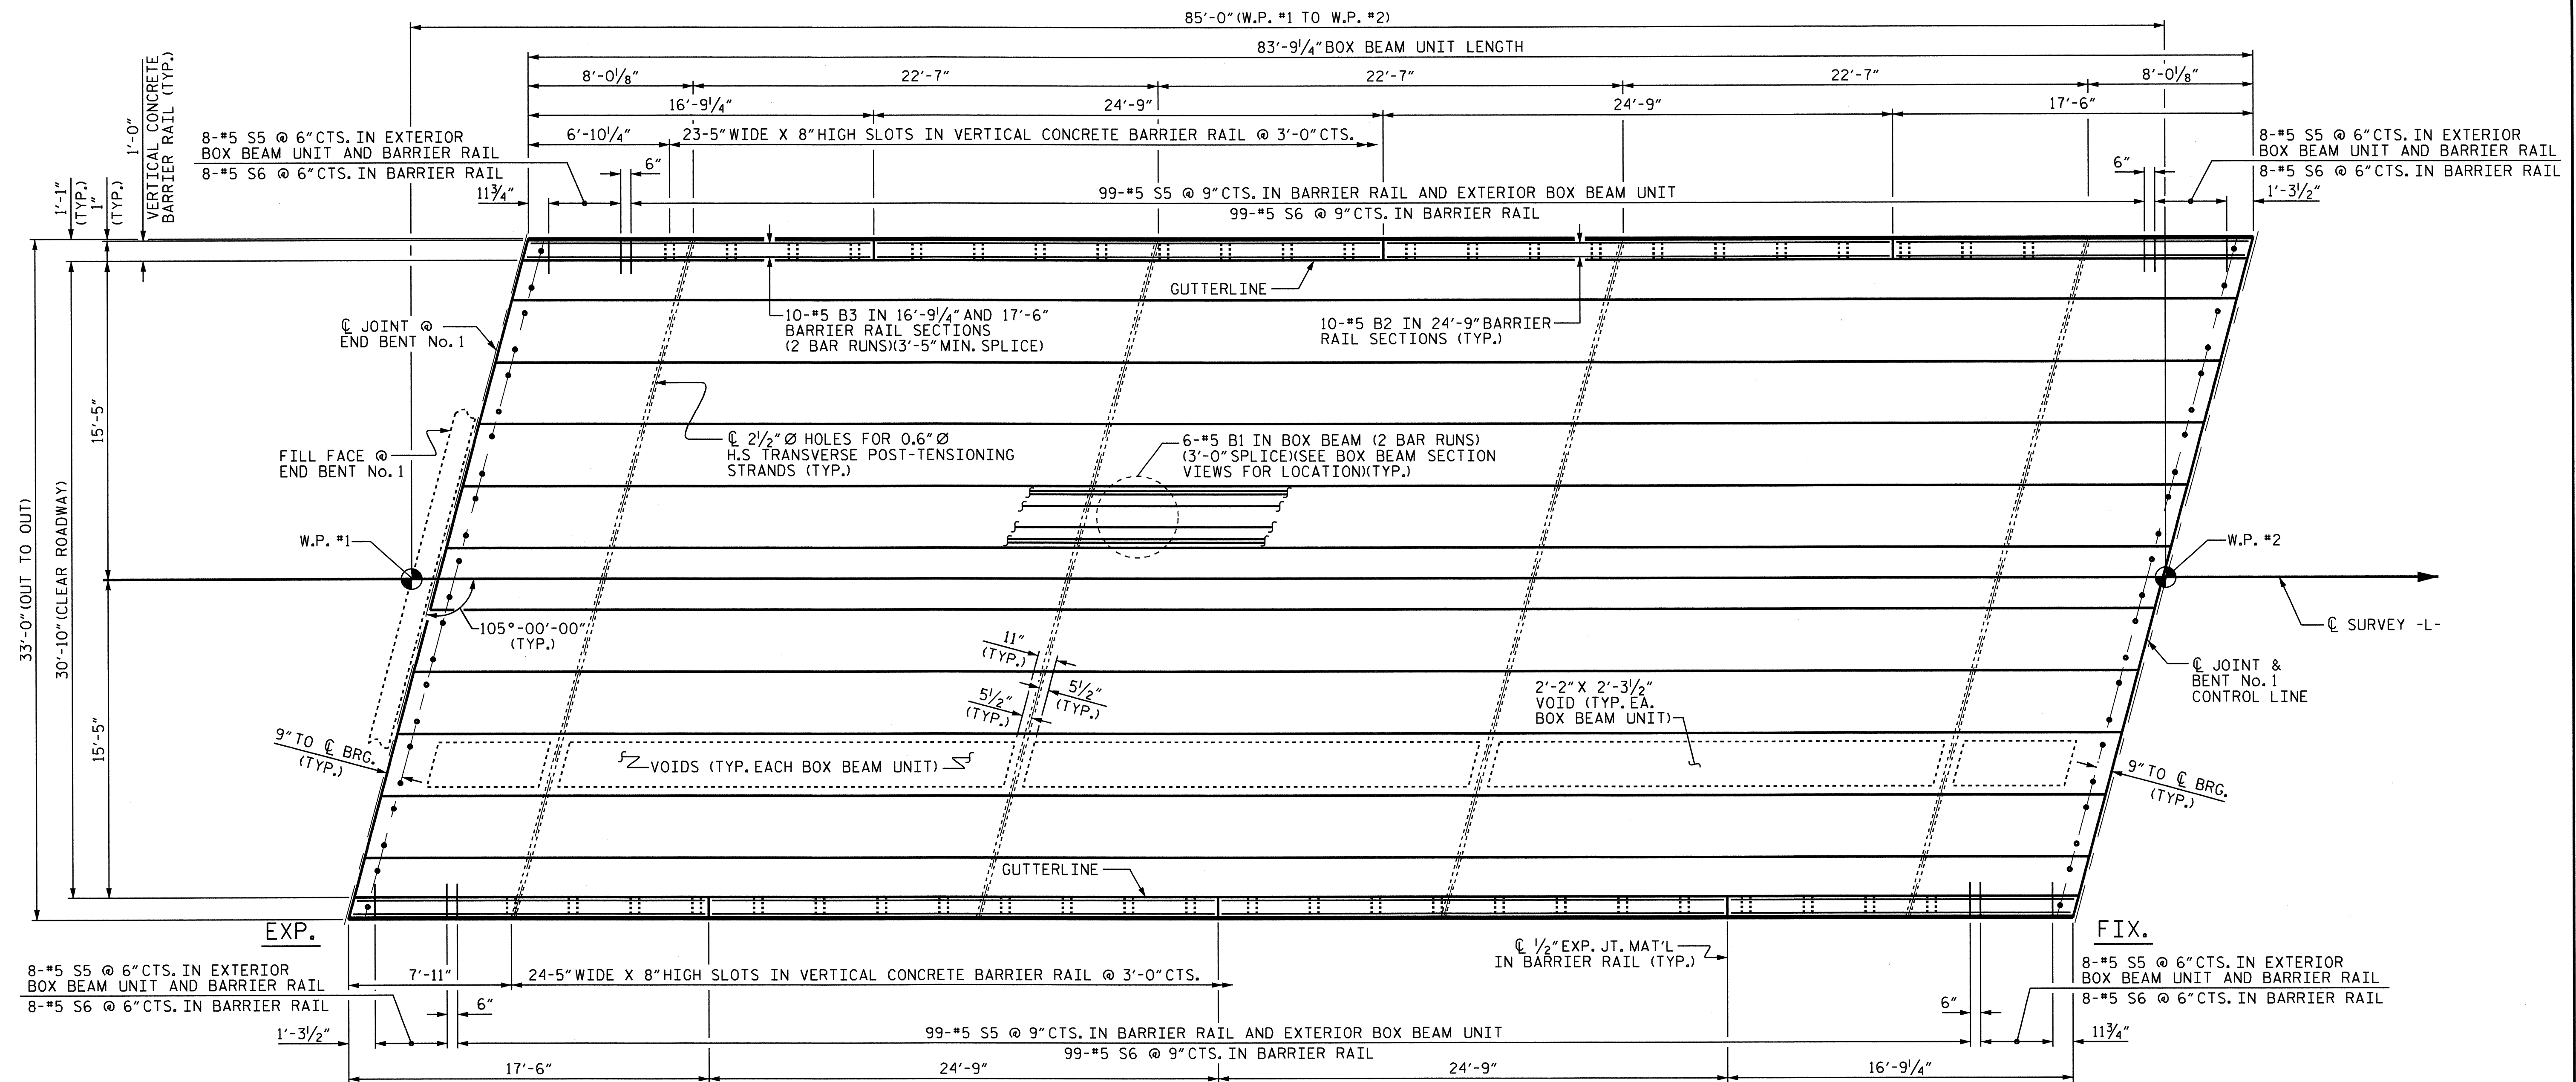 85'-0" (W.P. #1 TO W.P. #2)
83'-9 1/4" BOX BEAM UNIT LENGTH
8'-0 1/8"
22'-7"
22'-7"
22'-7"
8'-0 1/8"
16'-9 1/4"
24'-9"
24'-9"
17'-6"
6'-10 1/4"
23-5" WIDE X 8" HIGH SLOTS IN VERTICAL CONCRETE BARRIER RAIL @ 3'-0" CTS.
1'-1"
(TYP.)
1"
(TYP.)
1'-0"
VERTICAL CONCRETE
BARRIER RAIL (TYP.)
8-#5 S5 @ 6" CTS. IN EXTERIOR
BOX BEAM UNIT AND BARRIER RAIL
8-#5 S6 @ 6" CTS. IN BARRIER RAIL
11 3/4"
6"
99-#5 S5 @ 9" CTS. IN BARRIER RAIL AND EXTERIOR BOX BEAM UNIT
99-#5 S6 @ 9" CTS. IN BARRIER RAIL
6"
8-#5 S5 @ 6" CTS. IN EXTERIOR
BOX BEAM UNIT AND BARRIER RAIL
8-#5 S6 @ 6" CTS. IN BARRIER RAIL
1'-3 1/2"
GUTTERLINE
℄ JOINT @
END BENT No. 1
10-#5 B3 IN 16'-9 1/4" AND 17'-6"
BARRIER RAIL SECTIONS
(2 BAR RUNS)(3'-5" MIN. SPLICE)
10-#5 B2 IN 24'-9" BARRIER
RAIL SECTIONS (TYP.)
33'-0" (OUT TO OUT)
30'-10" (CLEAR ROADWAY)
15'-5"
15'-5"
FILL FACE @
END BENT No. 1
℄ 2 1/2" Ø HOLES FOR 0.6" Ø
H.S TRANSVERSE POST-TENSIONING
STRANDS (TYP.)
6-#5 B1 IN BOX BEAM (2 BAR RUNS)
(3'-0" SPLICE)(SEE BOX BEAM SECTION
VIEWS FOR LOCATION)(TYP.)
W.P. #1
W.P. #2
105°-00'-00"
(TYP.)
℄ SURVEY -L-
11"
(TYP.)
5 1/2"
(TYP.)
5 1/2"
(TYP.)
2'-2" X 2'-3 1/2"
VOID (TYP. EA.
BOX BEAM UNIT)
℄ JOINT &
BENT No. 1
CONTROL LINE
9" TO ℄ BRG.
(TYP.)
VOIDS (TYP. EACH BOX BEAM UNIT)
9" TO ℄ BRG.
(TYP.)
GUTTERLINE
EXP.
FIX.
℄ 1/2" EXP. JT. MAT'L
IN BARRIER RAIL (TYP.)
8-#5 S5 @ 6" CTS. IN EXTERIOR
BOX BEAM UNIT AND BARRIER RAIL
8-#5 S6 @ 6" CTS. IN BARRIER RAIL
7'-11"
24-5" WIDE X 8" HIGH SLOTS IN VERTICAL CONCRETE BARRIER RAIL @ 3'-0" CTS.
6"
1'-3 1/2"
99-#5 S5 @ 9" CTS. IN BARRIER RAIL AND EXTERIOR BOX BEAM UNIT
99-#5 S6 @ 9" CTS. IN BARRIER RAIL
6"
8-#5 S5 @ 6" CTS. IN EXTERIOR
BOX BEAM UNIT AND BARRIER RAIL
8-#5 S6 @ 6" CTS. IN BARRIER RAIL
11 3/4"
17'-6"
24'-9"
24'-9"
16'-9 1/4"